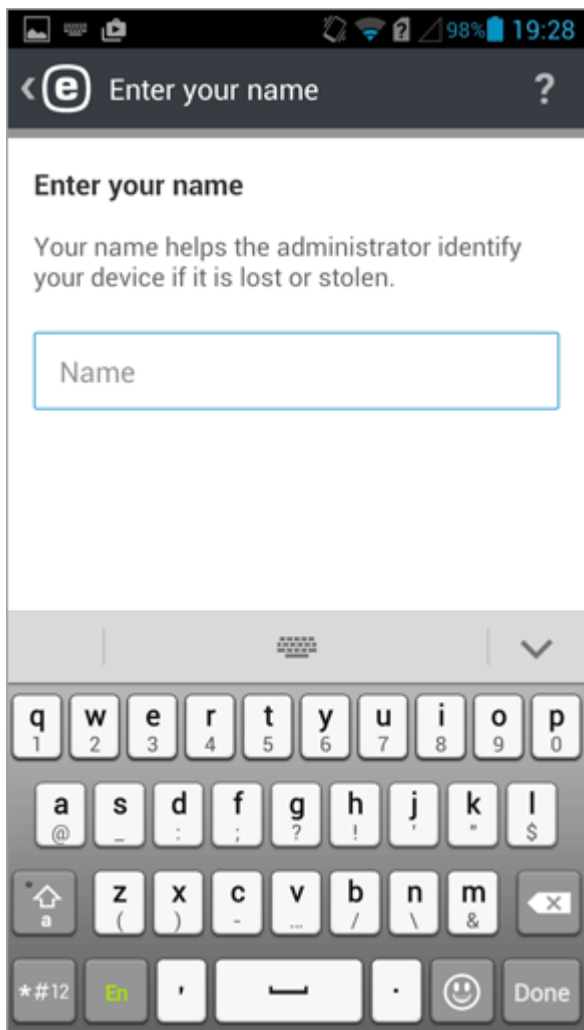 98% 19:28
e Enter your name ?
Enter your name
Your name helps the administrator identify
your device if it is lost or stolen.
Name
q w e r t y u i o p
1 2 3 4 5 6 7 8 9 0
a s d f g h j k l
@ _ : ; ? ! ' " $
a z x c v b n m
( ) - ... / \ &
*#12 En , . Done